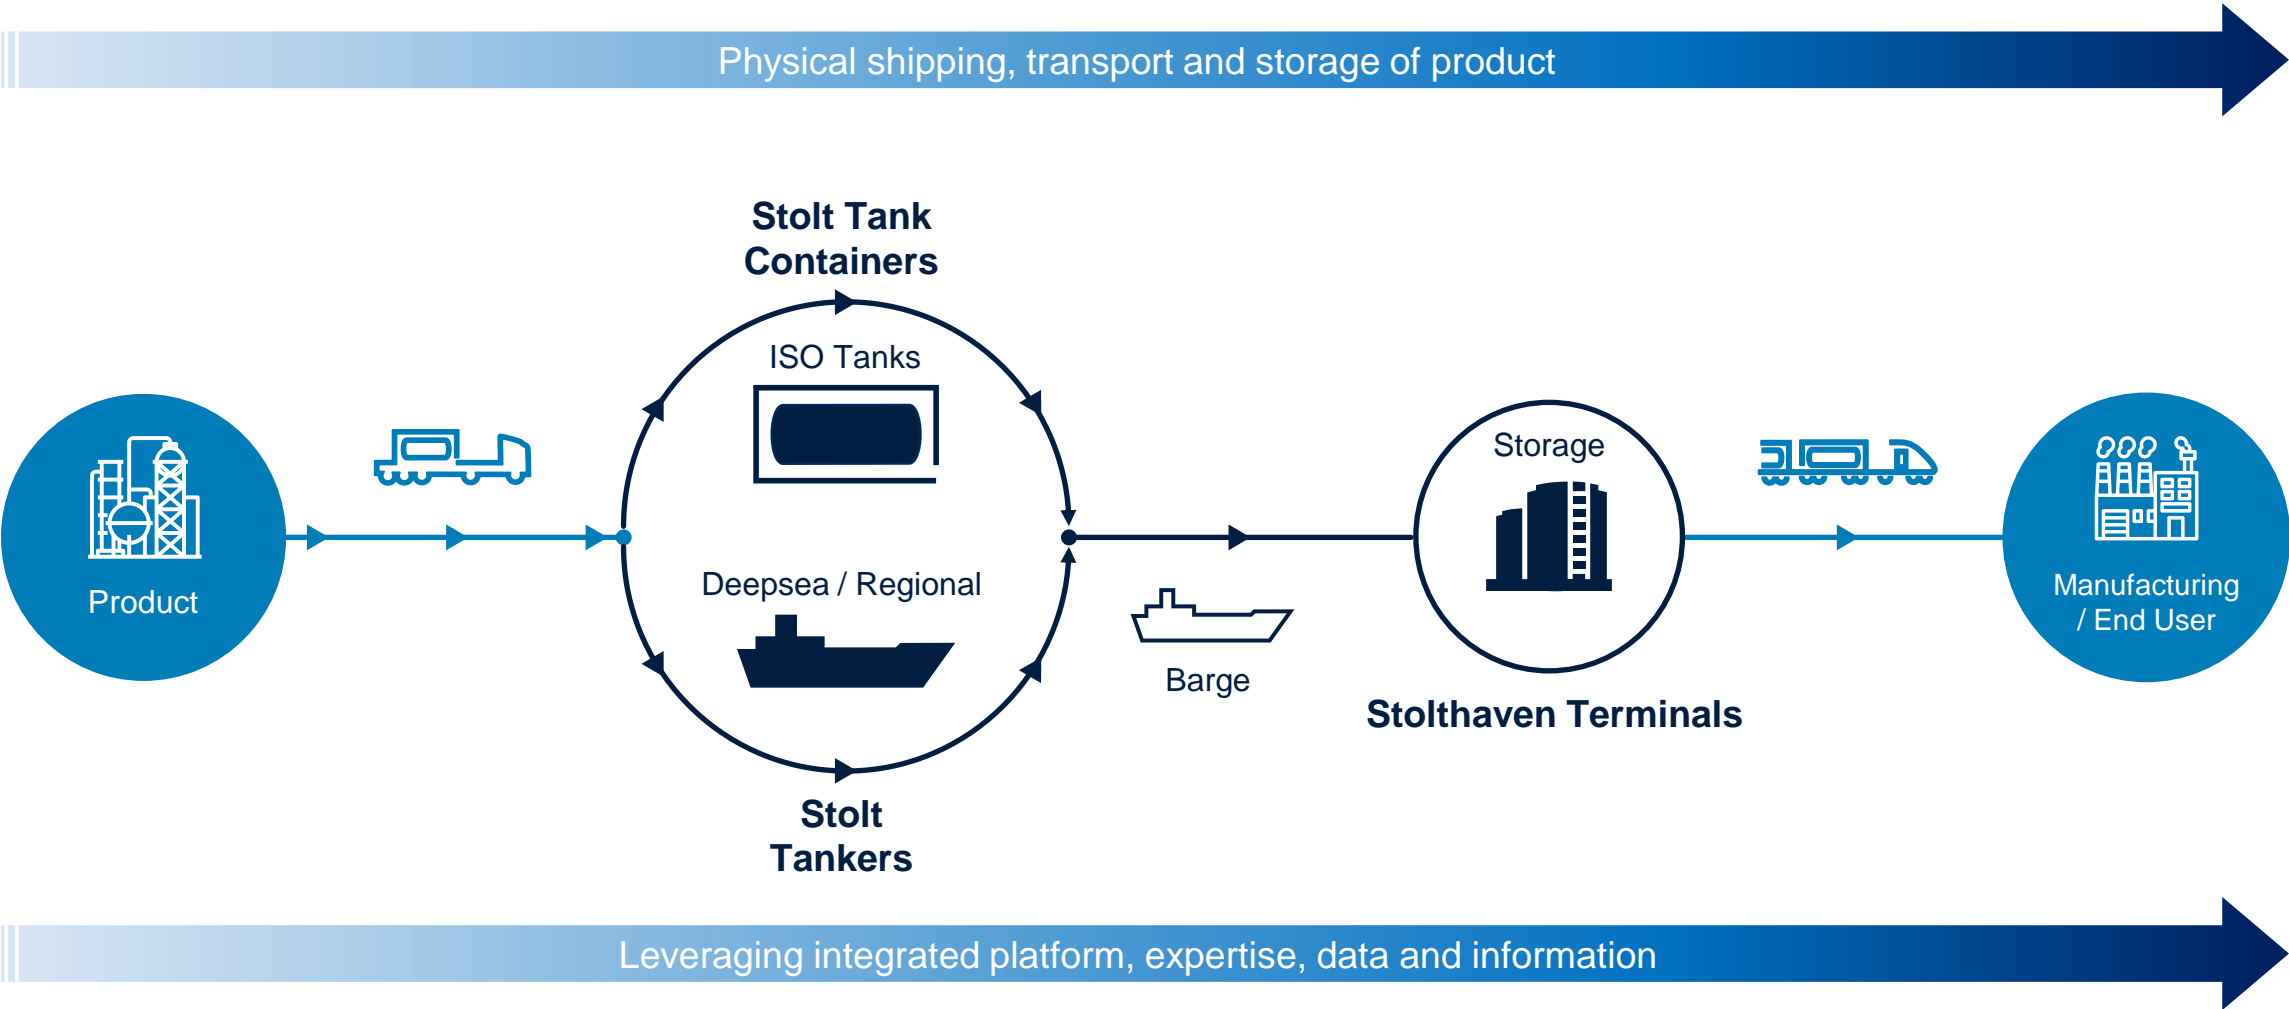 Physical shipping, transport and storage of product
Stolt Tank
Containers
ISO Tanks
Deepsea / Regional
Stolt
Tankers
Product
Barge
Storage
Stolthaven Terminals
Manufacturing
/ End User
Leveraging integrated platform, expertise, data and information